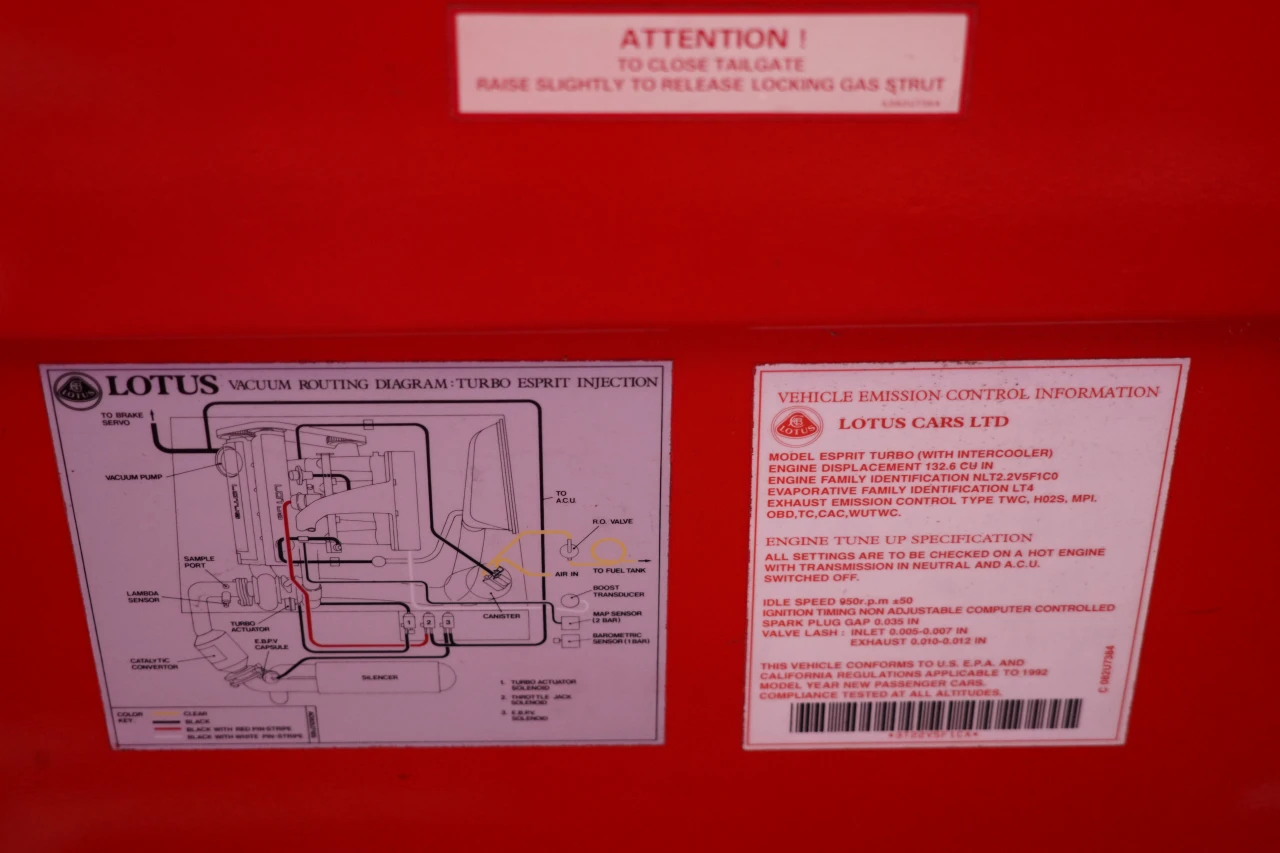 ATTENTION !
TO CLOSE TAILGATE
RAISE SLIGHTLY TO RELEASE LOCKING GAS STRUT
LOTUS VACUUM ROUTING DIAGRAM : TURBO ESPRIT INJECTION
TO BRAKE
SERVO
VACUUM PUMP
LOTUS
LOTUS
TO
A.C.U.
R.O. VALVE
AIR IN
TO FUEL TANK
SAMPLE
PORT
LAMBDA
SENSOR
BOOST
TRANSDUCER
CANISTER
MAP SENSOR
(2 BAR)
TURBO
ACTUATOR
1 2 3
BAROMETRIC
SENSOR (1 BAR)
E.B.P.V
CAPSULE
CATALYTIC
CONVERTOR
SILENCER
1. TURBO ACTUATOR
SOLENOID
2. THROTTLE JACK
SOLENOID
3. E.B.P.V.
SOLENOID
COLOR
KEY:
CLEAR
BLACK
BLACK WITH RED PIN-STRIPE
BLACK WITH WHITE PIN-STRIPE
VEHICLE EMISSION CONTROL INFORMATION
LOTUS
LOTUS CARS LTD
MODEL ESPRIT TURBO (WITH INTERCOOLER)
ENGINE DISPLACEMENT 132.6 CU IN
ENGINE FAMILY IDENTIFICATION NLT2.2V5F1C0
EVAPORATIVE FAMILY IDENTIFICATION LT4
EXHAUST EMISSION CONTROL TYPE TWC, H02S, MPI.
OBD,TC,CAC,WUTWC.
ENGINE TUNE UP SPECIFICATION
ALL SETTINGS ARE TO BE CHECKED ON A HOT ENGINE
WITH TRANSMISSION IN NEUTRAL AND A.C.U.
SWITCHED OFF.
IDLE SPEED 950r.p.m ±50
IGNITION TIMING NON ADJUSTABLE COMPUTER CONTROLLED
SPARK PLUG GAP 0.035 IN
VALVE LASH : INLET 0.005-0.007 IN
EXHAUST 0.010-0.012 IN
THIS VEHICLE CONFORMS TO U.S. E.P.A. AND
CALIFORNIA REGULATIONS APPLICABLE TO 1992
MODEL YEAR NEW PASSENGER CARS.
COMPLIANCE TESTED AT ALL ALTITUDES.
C 082U7384